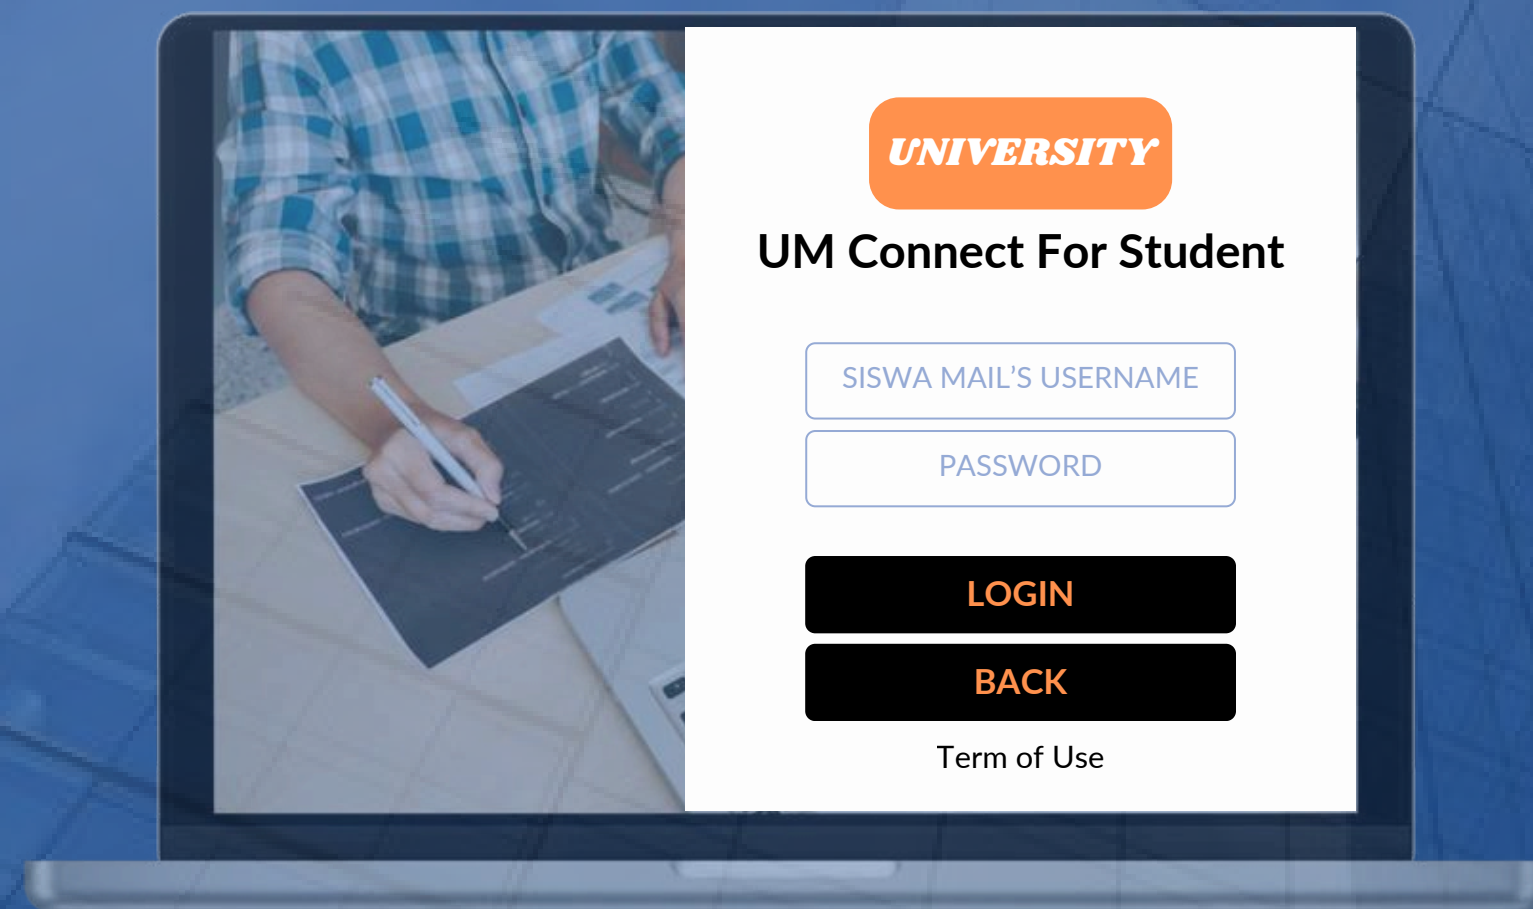 UNIVERSITY
UM Connect For Student
SISWA MAIL’S USERNAME
PASSWORD
LOGIN
BACK
Term of Use